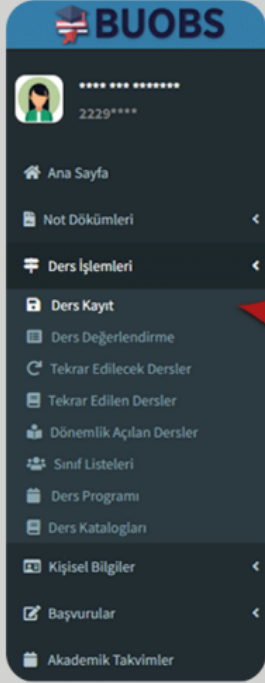 BUOBS
**** *** *******
2229****
Ana Sayfa
Not Dökümleri
Ders İşlemleri
Ders Kayıt
Ders Değerlendirme
Tekrar Edilecek Dersler
Tekrar Edilen Dersler
Dönemlik Açılan Dersler
Sınıf Listeleri
Ders Programı
Ders Katalogları
Kişisel Bilgiler
Başvurular
Akademik Takvimler